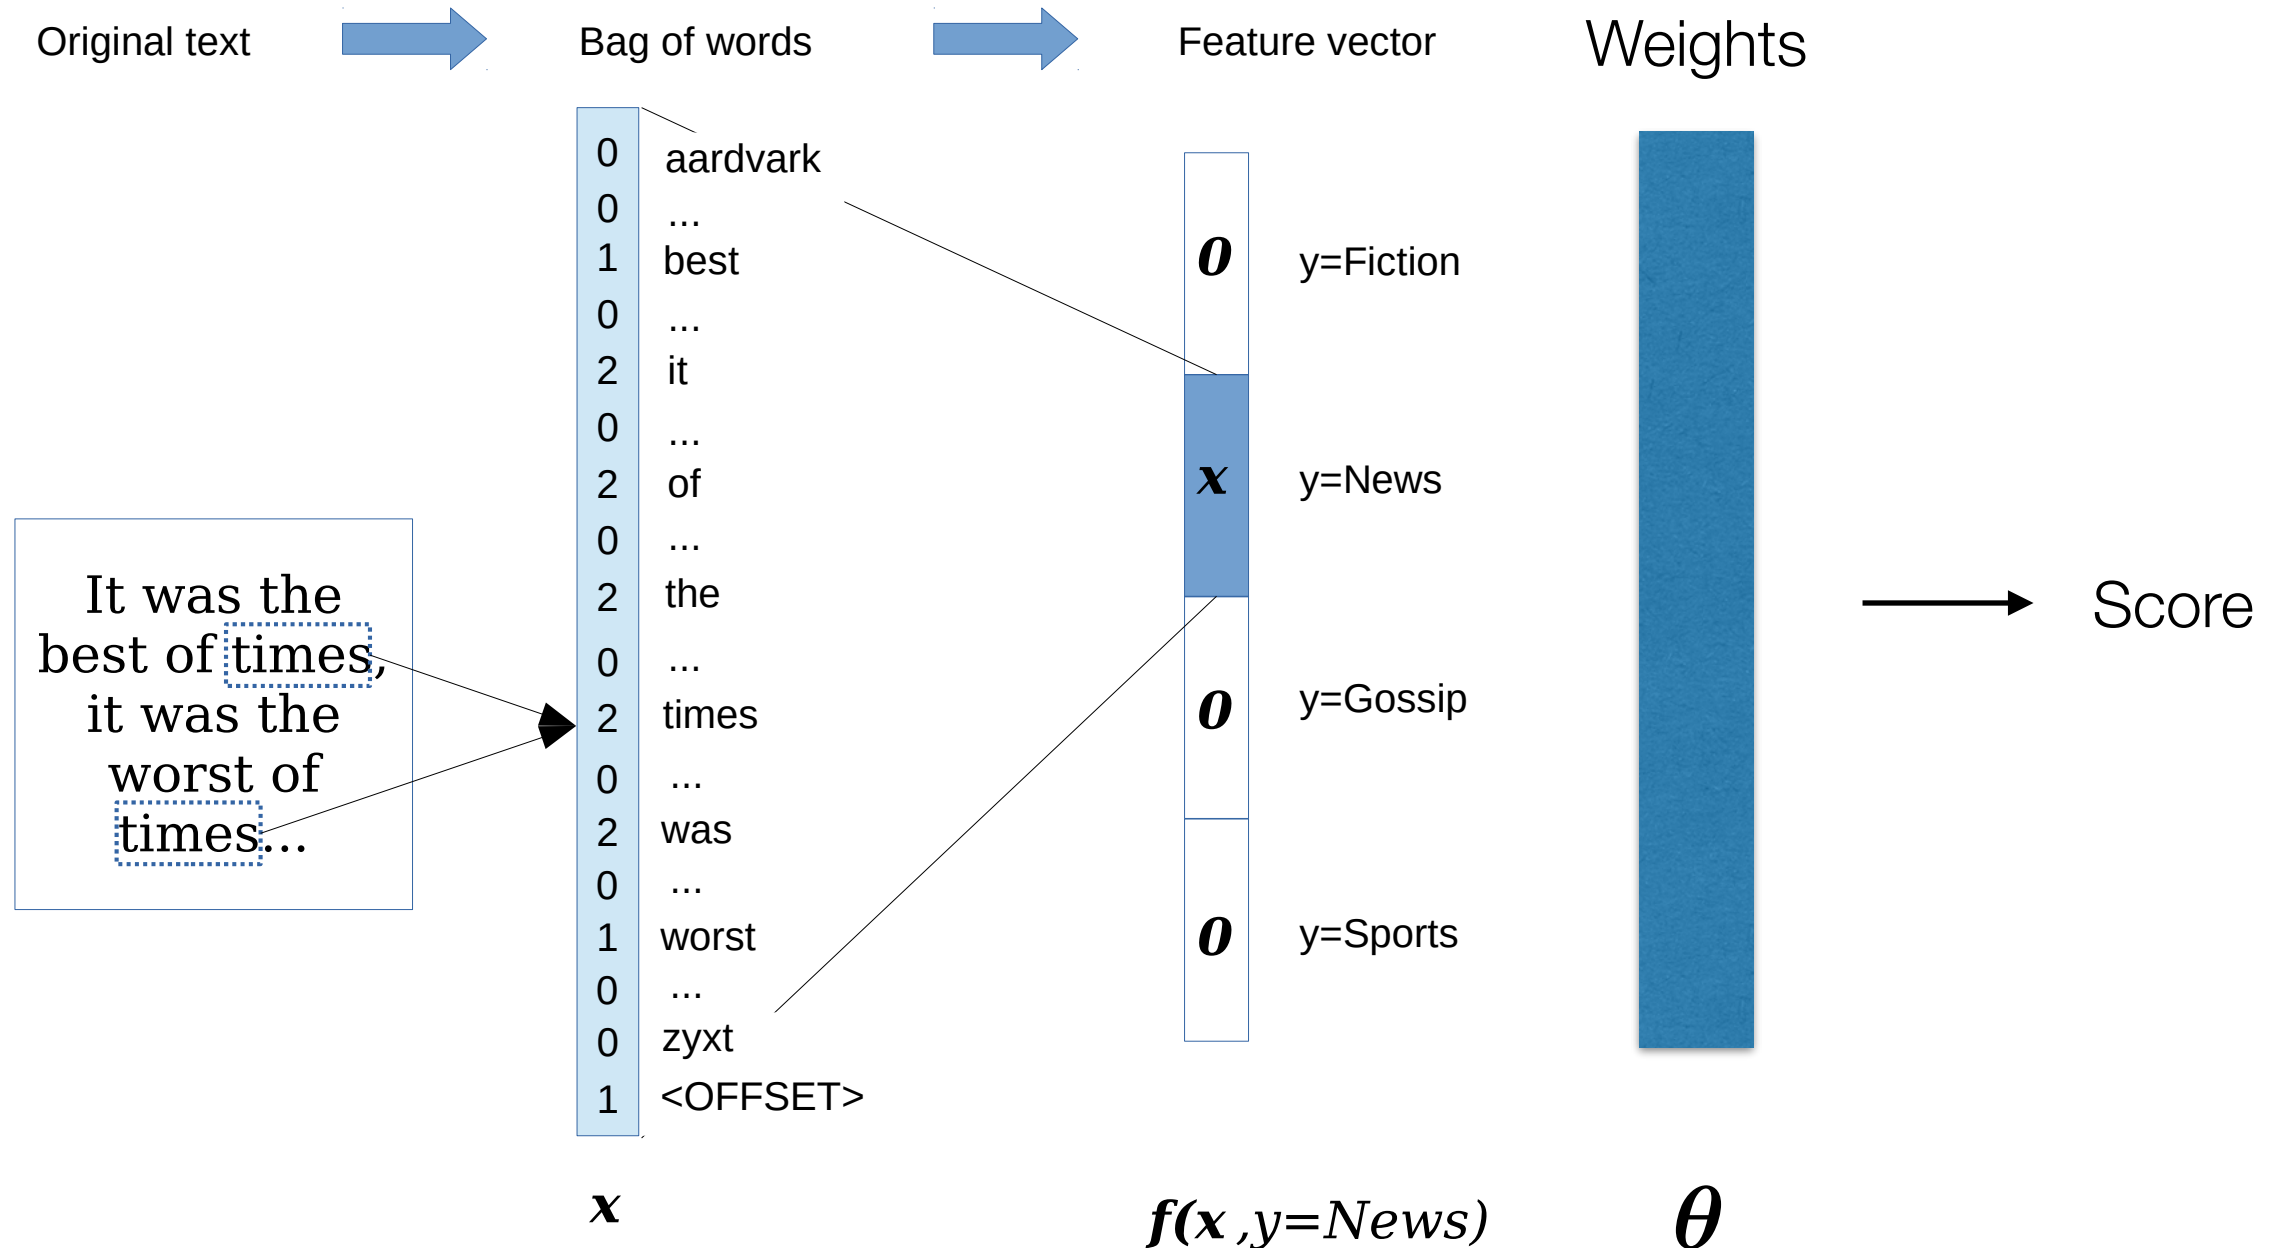 Original text
Bag of words
Feature vector
Weights
It was the
best of times,
it was the
worst of
times...
0 aardvark
0 ...
1 best
0 ...
2 it
0 ...
2 of
0 ...
2 the
0 ...
2 times
0 ...
2 was
0 ...
1 worst
0 ...
0 zyxt
1 <OFFSET>
x
0 y=Fiction
x y=News
0 y=Gossip
0 y=Sports
f(x ,y=News)
θ
Score